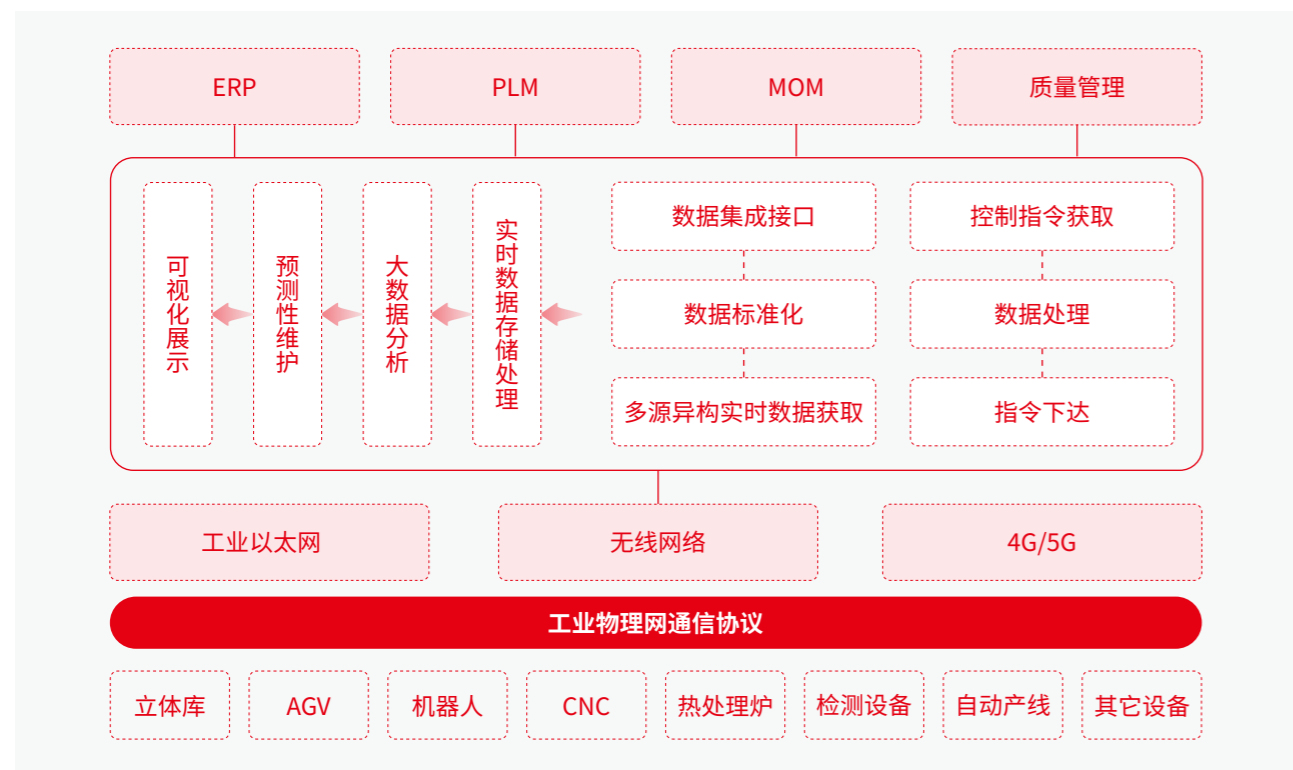 ERP
PLM
MOM
质量管理
可视化展示
预测性维护
大数据分析
实时数据存储处理
数据集成接口
数据标准化
多源异构实时数据获取
控制指令获取
数据处理
指令下达
工业以太网
无线网络
4G/5G
工业物理网通信协议
立体库
AGV
机器人
CNC
热处理炉
检测设备
自动产线
其它设备